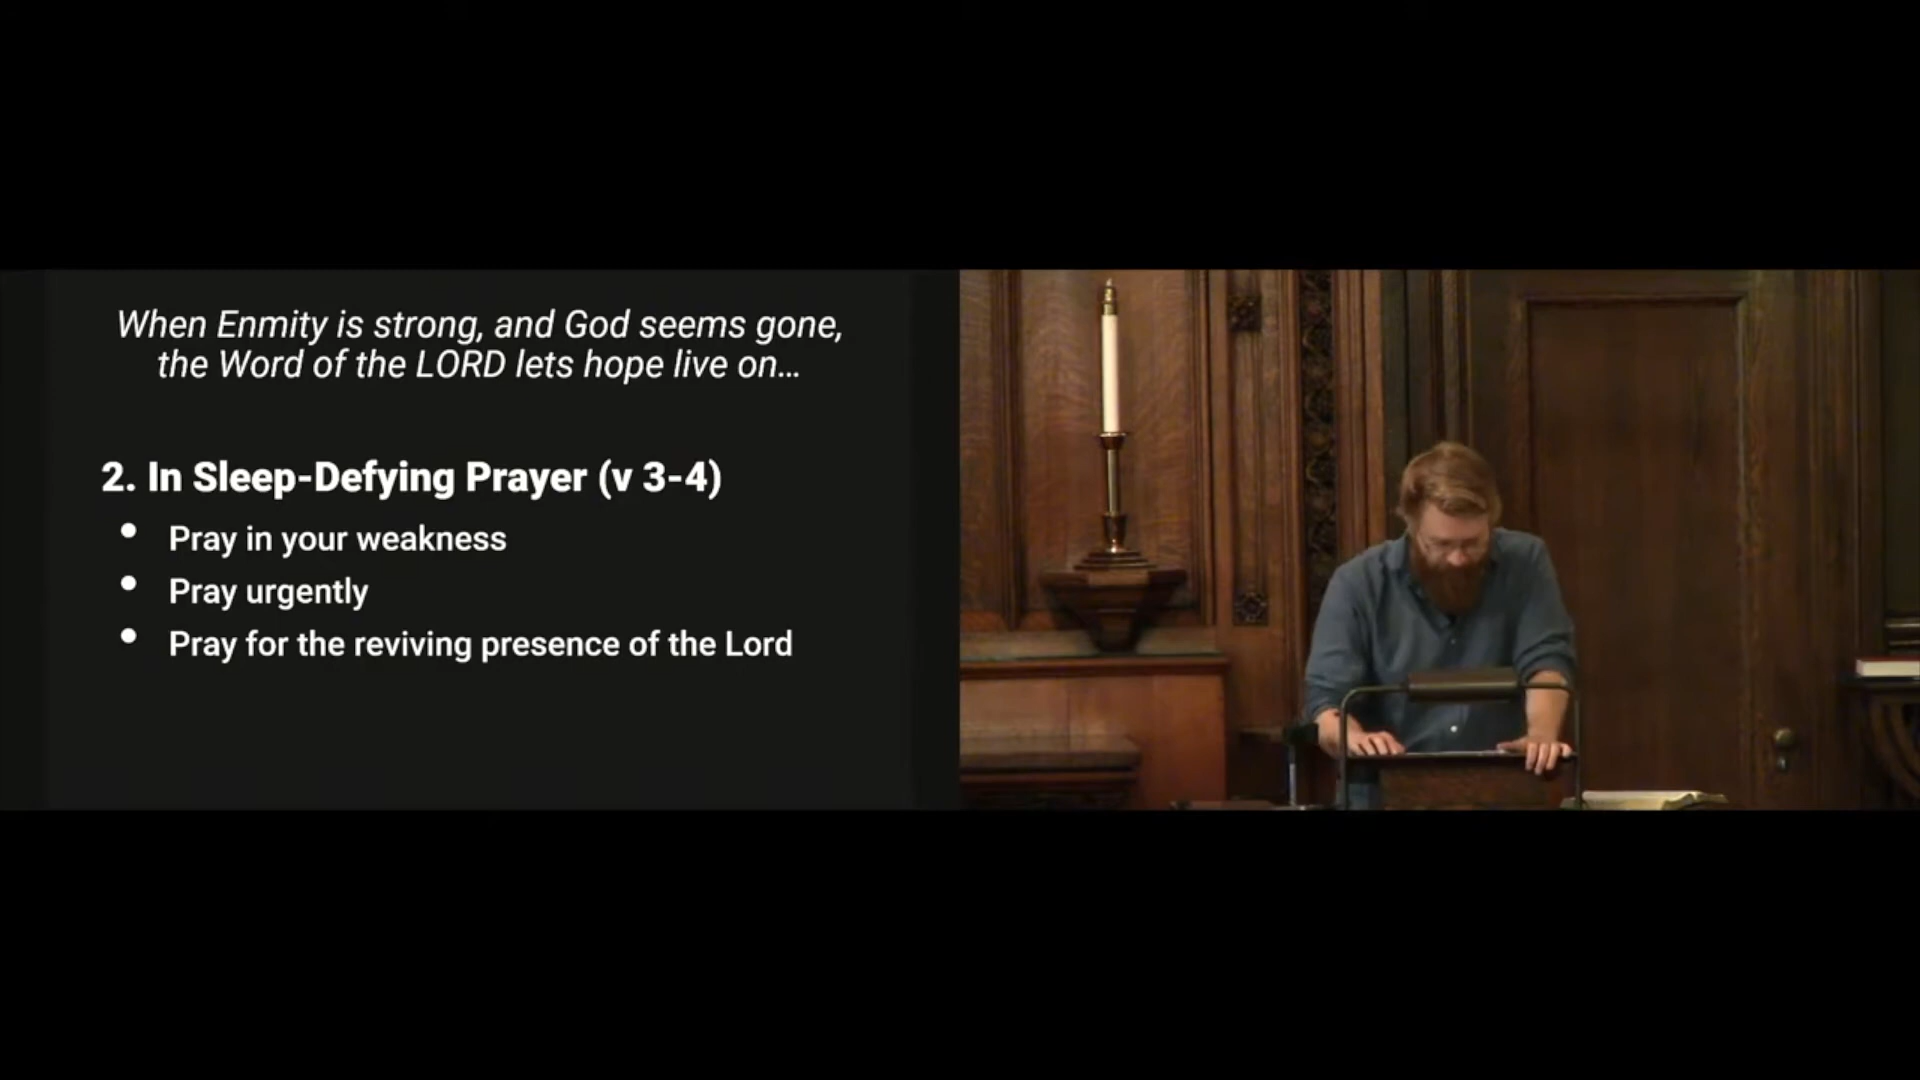 When Enmity is strong, and God seems gone,
the Word of the LORD lets hope live on...
2. In Sleep-Defying Prayer (v 3-4)
• Pray in your weakness
• Pray urgently
• Pray for the reviving presence of the Lord